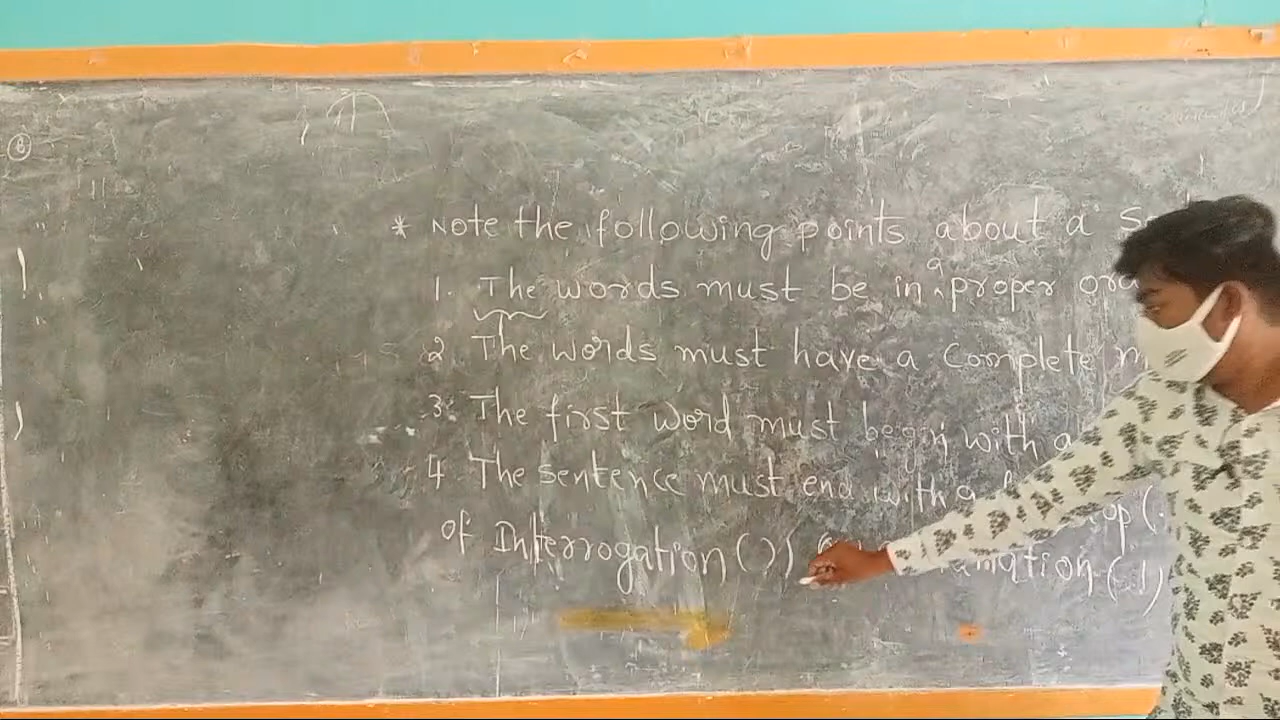 * Note the following points about a
1. The words must be in a proper
2 The words must have a Complete
3. The first word must begin with a
4 The sentence must end with a
of Interrogation (?)